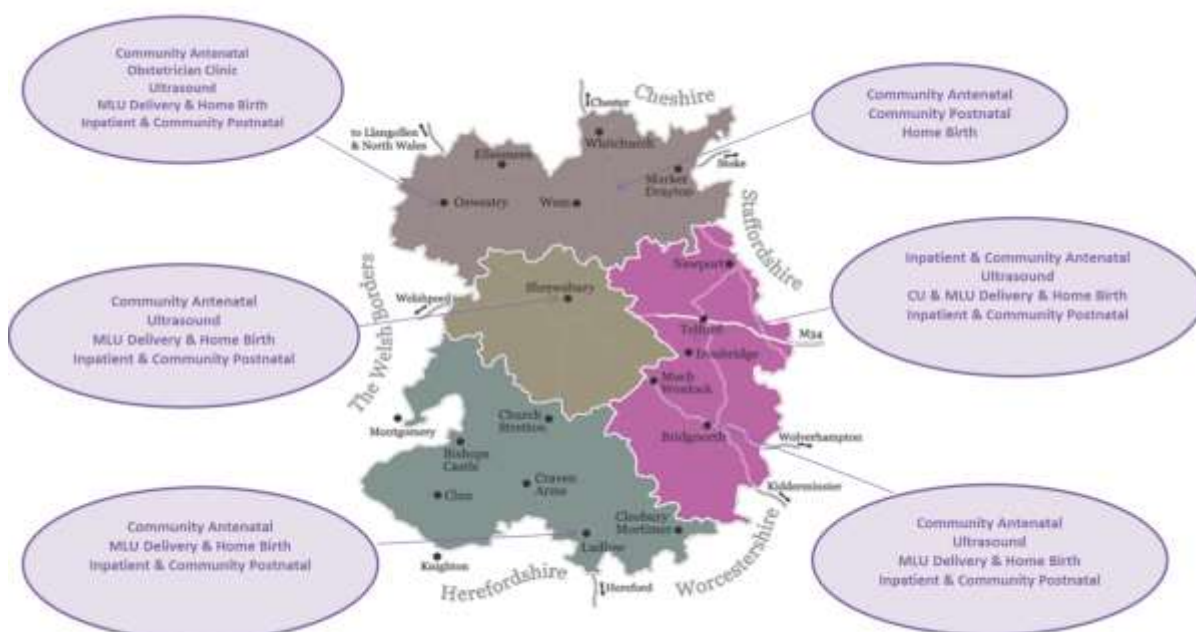 Community Antenatal
Obstetrician Clinic
Ultrasound
MLU Delivery & Home Birth
Inpatient & Community Postnatal
Community Antenatal
Community Postnatal
Home Birth
Chester
Cheshire
to Llangollen
& North Wales
Whitchurch
Ellesmere
Stoke
Market
Drayton
Oswestry
Wem
Staffordshire
Inpatient & Community Antenatal
Ultrasound
CU & MLU Delivery & Home Birth
Inpatient & Community Postnatal
Newport
Community Antenatal
Ultrasound
MLU Delivery & Home Birth
Inpatient & Community Postnatal
Welshpool
Shrewsbury
Telford
M54
Ironbridge
The Welsh Borders
Much
Wenlock
Montgomery
Church
Stretton
Bridgnorth
Wolverhampton
Bishops
Castle
Craven
Arms
Clun
Kidderminster
Community Antenatal
MLU Delivery & Home Birth
Inpatient & Community Postnatal
Cleobury
Mortimer
Ludlow
Knighton
Herefordshire
Hereford
Worcestershire
Community Antenatal
Ultrasound
MLU Delivery & Home Birth
Inpatient & Community Postnatal